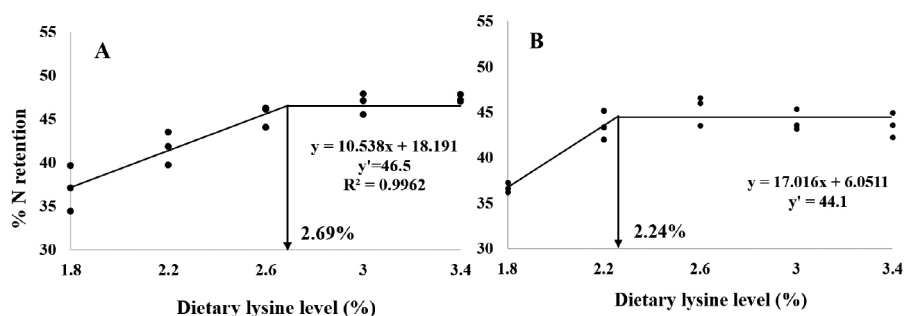 A
% N retention
55
50
45
40
35
30
y = 10.538x + 18.191
y'=46.5
R² = 0.9962
2.69%
1.8 2.2 2.6 3 3.4
Dietary lysine level (%)
B
55
50
45
40
35
30
y = 17.016x + 6.0511
y' = 44.1
2.24%
1.8 2.2 2.6 3 3.4
Dietary lysine level (%)